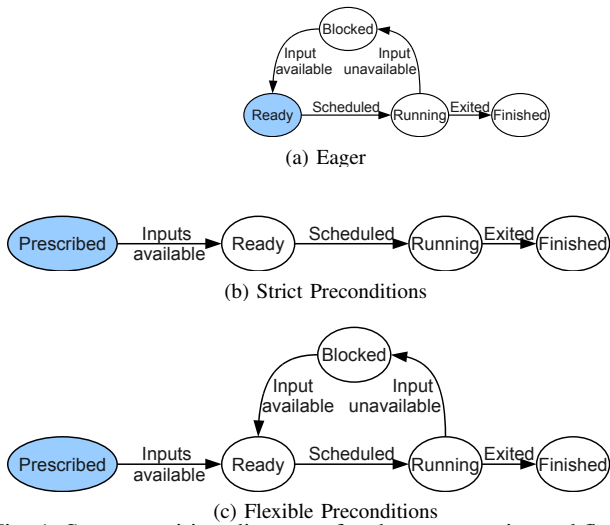 Blocked
Input
available
Input
unavailable
Ready
Scheduled
Running
Exited
Finished
(a) Eager
Prescribed
Inputs
available
Ready
Scheduled
Running
Exited
Finished
(b) Strict Preconditions
Blocked
Input
available
Input
unavailable
Prescribed
Inputs
available
Ready
Scheduled
Running
Exited
Finished
(c) Flexible Preconditions